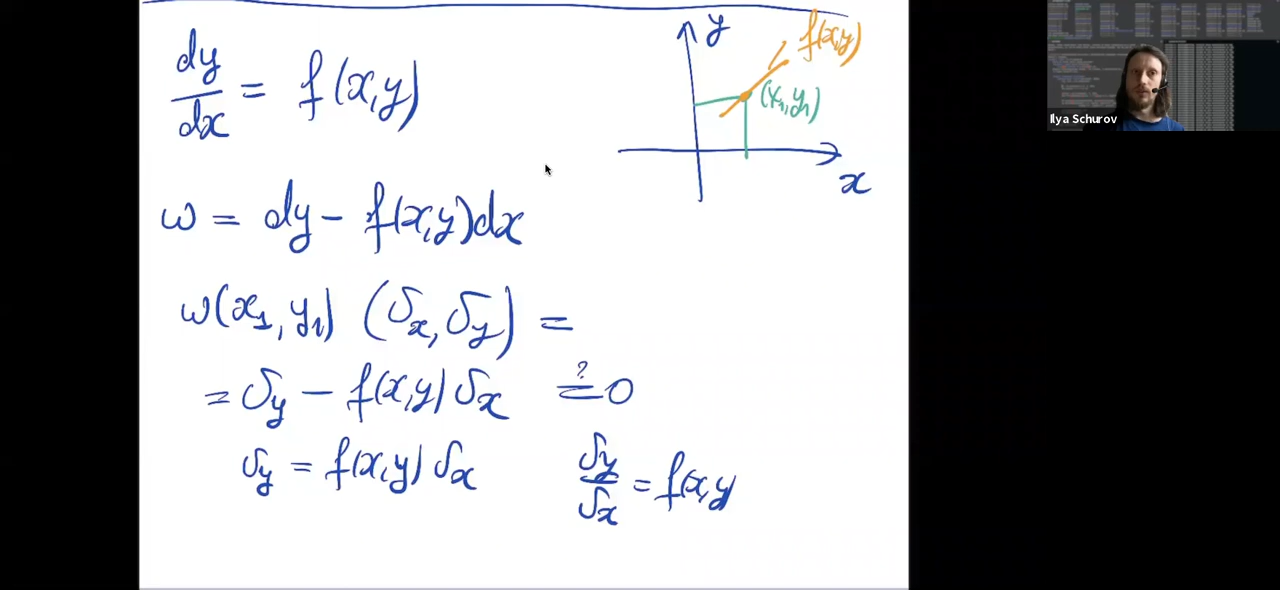 dy/dx = f(x,y)
y
f(x,y)
(x₁,y₁)
x
ω = dy − f(x,y)dx
ω(x₁, y₁) (δx, δy) =
= δy − f(x,y) δx ≟ 0
δy = f(x,y) δx
δy/δx = f(x,y)
Ilya Schurov